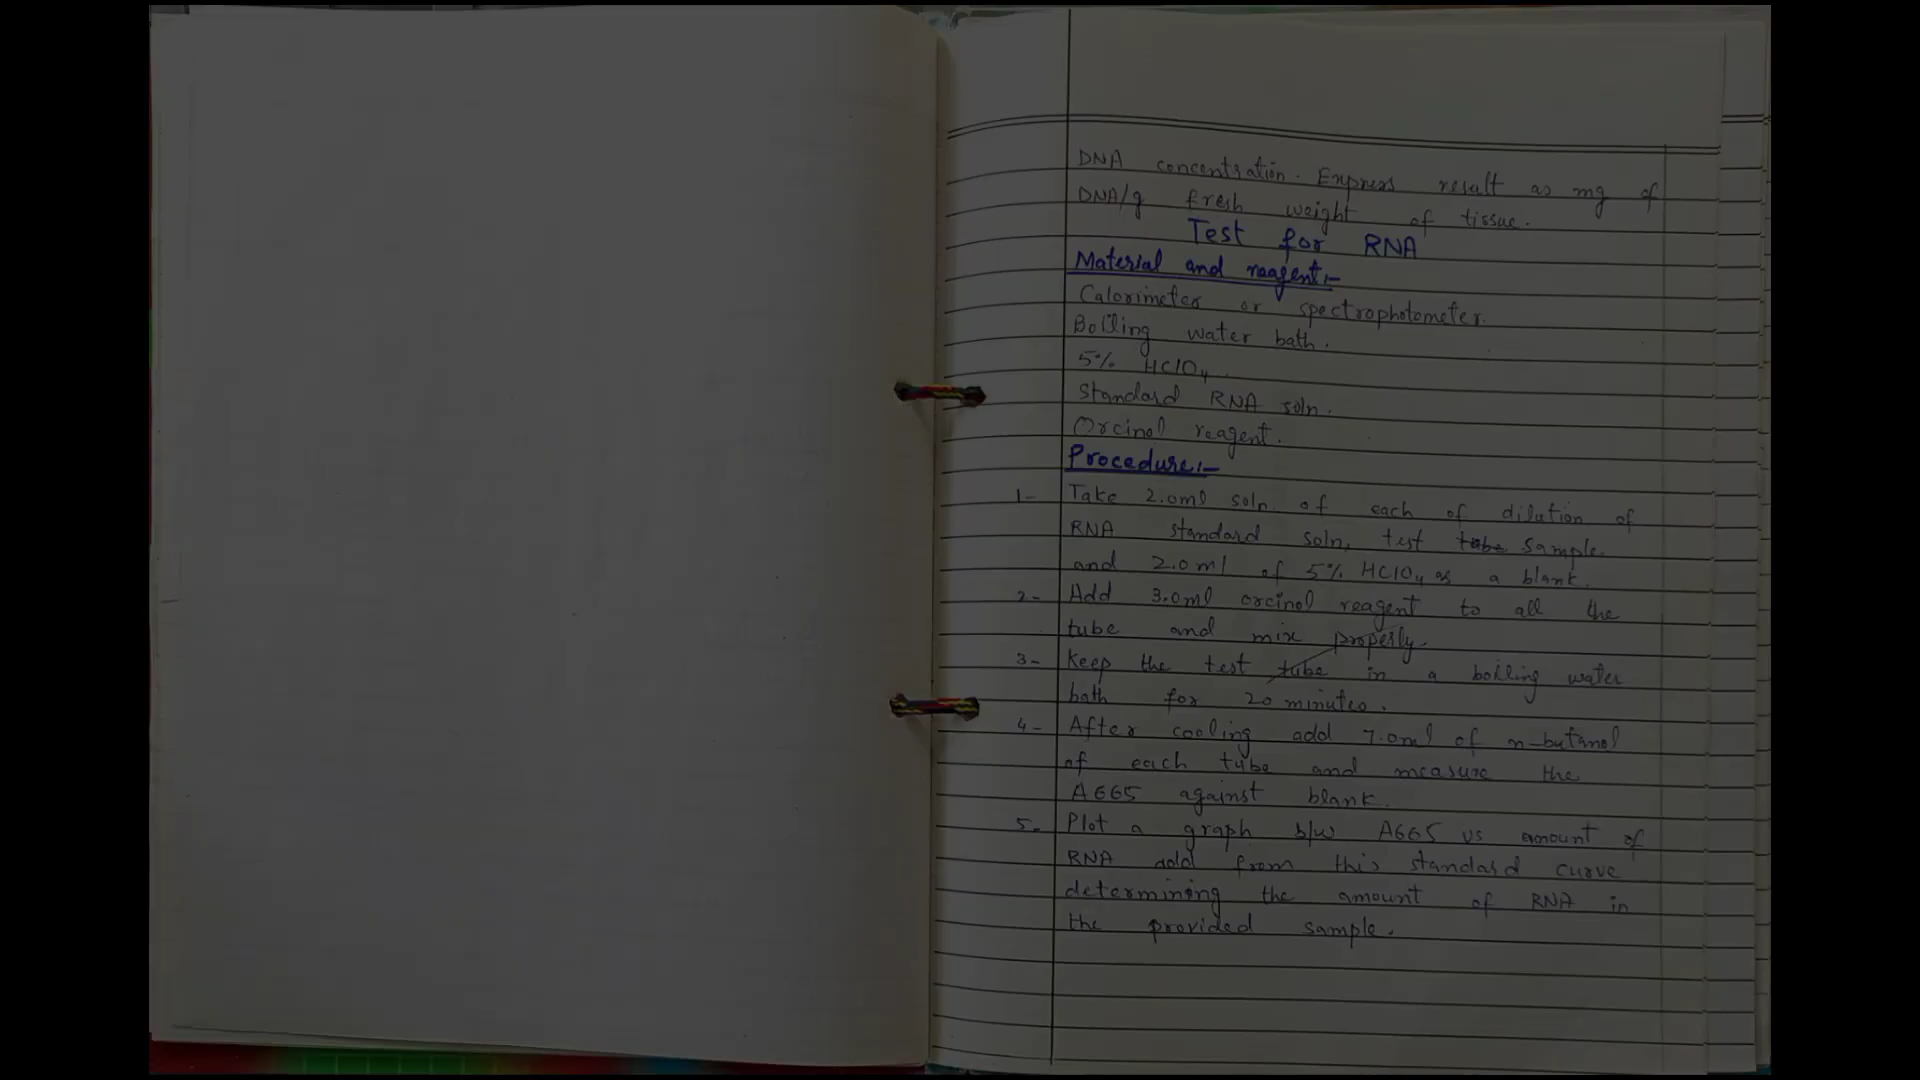 DNA concentration. Express result as mg of
DNA/g fresh weight of tissue.
Test for RNA
Material and reagent:-
Calorimeter or spectrophotometer.
Boiling water bath.
5% HClO4.
Standard RNA soln.
Orcinol reagent.
Procedure:-
1- Take 2.0ml soln. of each of dilution of
RNA standard soln, test tube sample
and 2.0ml of 5% HClO4 as a blank.
2- Add 3.0ml orcinol reagent to all the
tube and mix properly.
3- Keep the test tube in a boiling water
bath for 20 minutes.
4- After cooling add 7.0ml of n-butanol
of each tube and measure the
A665 against blank.
5- Plot a graph b/w A665 vs amount of
RNA add from this standard curve
determining the amount of RNA in
the provided sample.